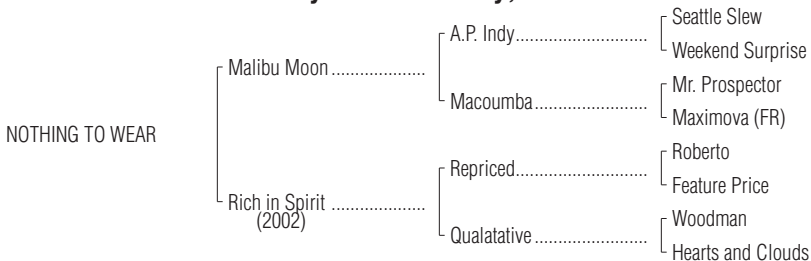 Seattle Slew
A.P. Indy
Weekend Surprise
Malibu Moon
Mr. Prospector
Macoumba
Maximova (FR)
NOTHING TO WEAR
Roberto
Repriced
Feature Price
Rich in Spirit
(2002)
Woodman
Qualatative
Hearts and Clouds